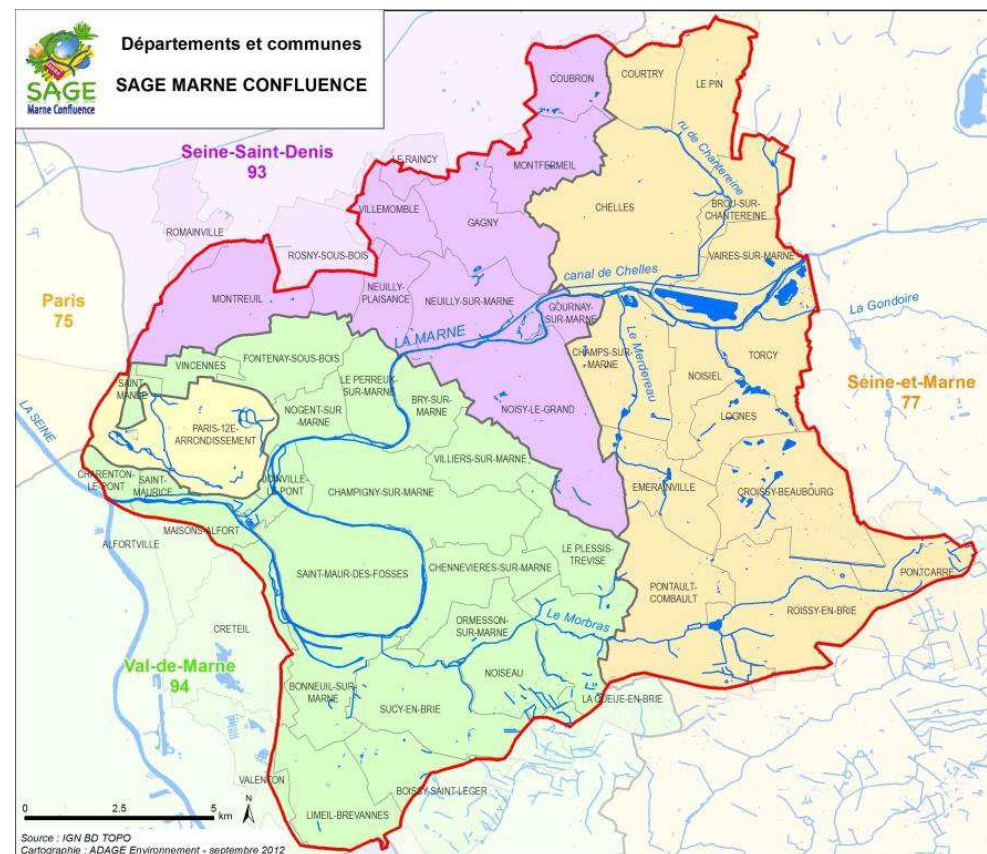 Départements et communes
SAGE MARNE CONFLUENCE
SAGE
Marne Confluence
COUBRON
COURTRY
LE PIN
Seine-Saint-Denis
93
ru de Chantereine
LE RAINCY
MONTFERMEIL
VILLEMOMBLE
GAGNY
CHELLES
BROU-SUR-
CHANTEREINE
ROMAINVILLE
ROSNY-SOUS-BOIS
VAIRES-SUR-MARNE
canal de Chelles
Paris
75
MONTREUIL
NEUILLY-
PLAISANCE
NEUILLY-SUR-MARNE
GOURNAY-
SUR-MARNE
La Gondoire
LA MARNE
Le Merdereau
VINCENNES
FONTENAY-SOUS-BOIS
CHAMPS-SUR-
MARNE
NOISIEL
TORCY
SAINT-
MANDE
LE PERREUX-
SUR-MARNE
BRY-SUR-
MARNE
NOISY-LE-GRAND
Seine-et-Marne
77
LA SEINE
NOGENT-SUR-
MARNE
LOGNES
PARIS-12E-
ARRONDISSEMENT
VILLIERS-SUR-MARNE
CHARENTON-
LE-PONT
SAINT-
MAURICE
JOINVILLE-
LE-PONT
CHAMPIGNY-SUR-MARNE
EMERAINVILLE
CROISSY-BEAUBOURG
MAISONS-ALFORT
ALFORTVILLE
LE PLESSIS-
TREVISE
SAINT-MAUR-DES-FOSSES
CHENNEVIERES-SUR-MARNE
PONTCARRE
PONTAULT-
COMBAULT
ROISSY-EN-BRIE
Le Morbras
ORMESSON-
SUR-MARNE
CRETEIL
Val-de-Marne
94
NOISEAU
BONNEUIL-SUR-
MARNE
SUCY-EN-BRIE
LA QUEUE-EN-BRIE
VALENTON
BOISSY-SAINT-LEGER
LIMEIL-BREVANNES
0 2.5 5
km
N
Source : IGN BD TOPO
Cartographie : ADAGE Environnement - septembre 2012